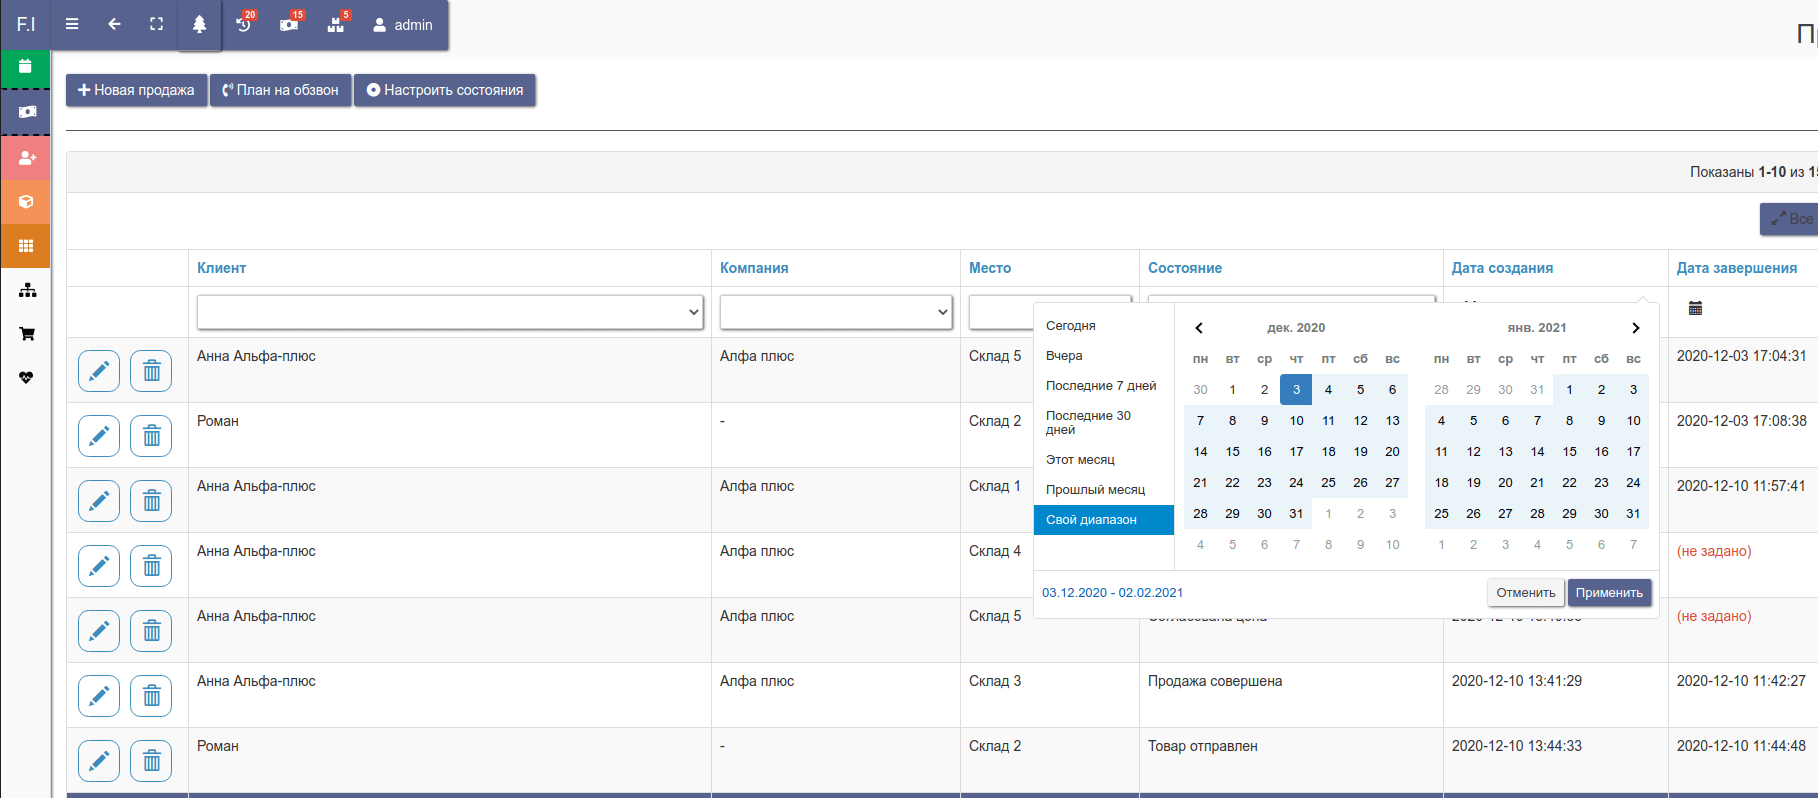 F.I 20 15 5 admin
Пр
Новая продажа План на обзвон Настроить состояния
Показаны 1-10 из 15
Все
Клиент Компания Место Состояние Дата создания Дата завершения
Анна Альфа-плюс Алфа плюс Склад 5 2020-12-03 17:04:31
Роман - Склад 2 2020-12-03 17:08:38
Анна Альфа-плюс Алфа плюс Склад 1 2020-12-10 11:57:41
Анна Альфа-плюс Алфа плюс Склад 4 (не задано)
Анна Альфа-плюс Алфа плюс Склад 5 (не задано)
Анна Альфа-плюс Алфа плюс Склад 3 Продажа совершена 2020-12-10 13:41:29 2020-12-10 11:42:27
Роман - Склад 2 Товар отправлен 2020-12-10 13:44:33 2020-12-10 11:44:48
Сегодня
Вчера
Последние 7 дней
Последние 30
дней
Этот месяц
Прошлый месяц
Свой диапазон
дек. 2020
пн вт ср чт пт сб вс
30 1 2 3 4 5 6
7 8 9 10 11 12 13
14 15 16 17 18 19 20
21 22 23 24 25 26 27
28 29 30 31 1 2 3
4 5 6 7 8 9 10
янв. 2021
пн вт ср чт пт сб вс
28 29 30 31 1 2 3
4 5 6 7 8 9 10
11 12 13 14 15 16 17
18 19 20 21 22 23 24
25 26 27 28 29 30 31
1 2 3 4 5 6 7
03.12.2020 - 02.02.2021 Отменить Применить